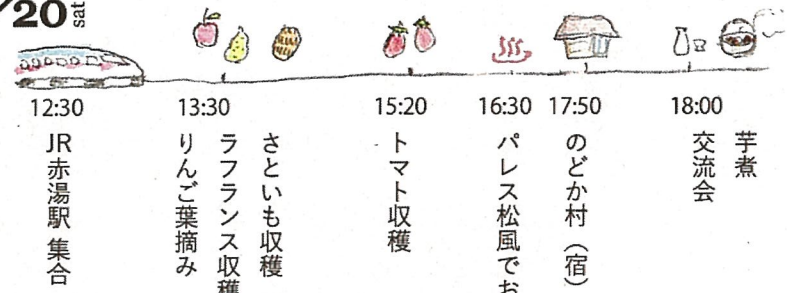 /20 sat
12:30
JR赤湯駅 集合
13:30
さといも収穫
ラフランス収穫
りんご葉摘み
15:20
トマト収穫
16:30
パレス松風でお
17:50
のどか村（宿）
18:00
芋煮
交流会